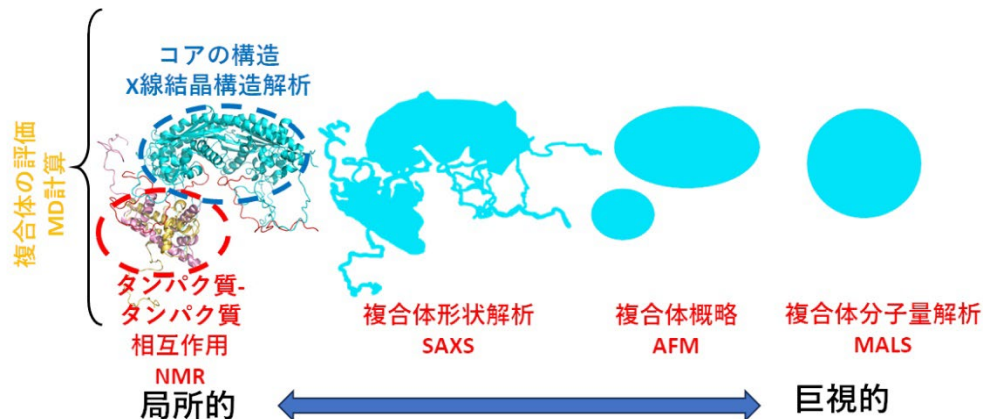 複合体の評価
MD計算
コアの構造
X線結晶構造解析
タンパク質-
タンパク質
相互作用
NMR
複合体形状解析
SAXS
複合体概略
AFM
複合体分子量解析
MALS
局所的
巨視的